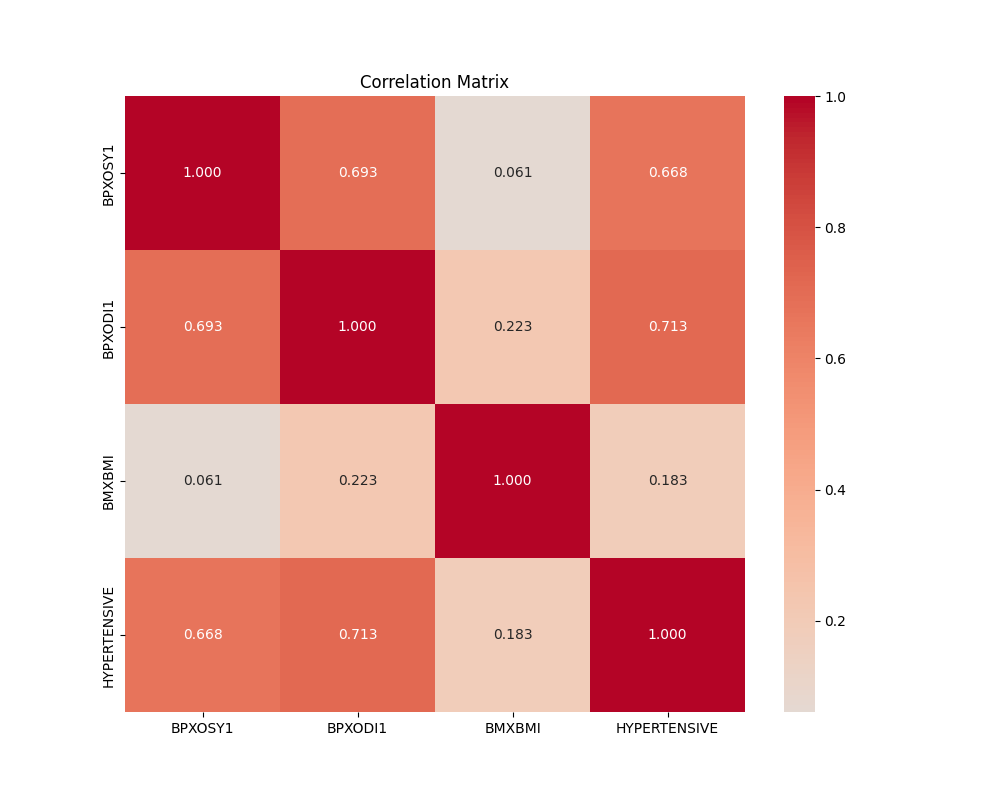 Correlation Matrix
BPXOSY1 1.000 0.693 0.061 0.668
BPXODI1 0.693 1.000 0.223 0.713
BMXBMI 0.061 0.223 1.000 0.183
HYPERTENSIVE 0.668 0.713 0.183 1.000
BPXOSY1 BPXODI1 BMXBMI HYPERTENSIVE
1.0
0.8
0.6
0.4
0.2